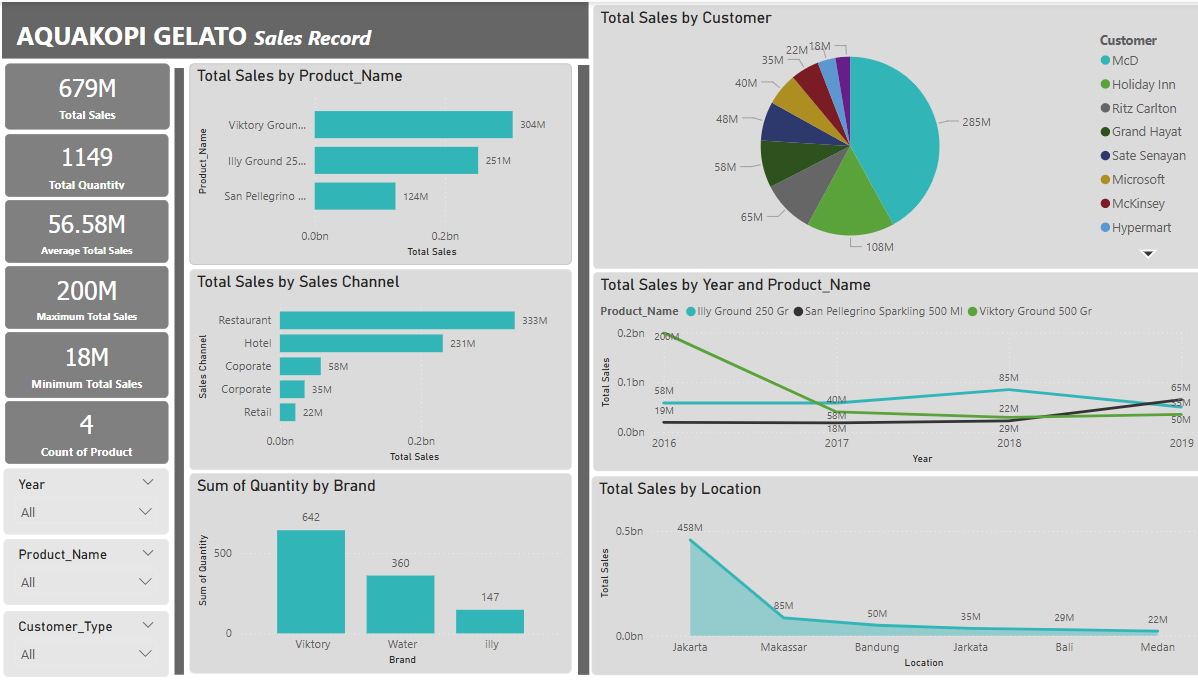 AQUAKOPI GELATO Sales Record
679M
Total Sales
1149
Total Quantity
56.58M
Average Total Sales
200M
Maximum Total Sales
18M
Minimum Total Sales
4
Count of Product
Year
All
Product_Name
All
Customer_Type
All
Total Sales by Product_Name
Product_Name
Viktory Groun...
304M
Illy Ground 25...
251M
San Pellegrino ...
124M
0.0bn
0.2bn
Total Sales
Total Sales by Sales Channel
Sales Channel
Restaurant
333M
Hotel
231M
Coporate
58M
Corporate
35M
Retail
22M
0.0bn
0.2bn
Total Sales
Sum of Quantity by Brand
Sum of Quantity
500
0
642
360
147
Viktory
Water
illy
Brand
Total Sales by Customer
285M
108M
65M
58M
48M
40M
35M
22M
18M
Customer
McD
Holiday Inn
Ritz Carlton
Grand Hayat
Sate Senayan
Microsoft
McKinsey
Hypermart
Total Sales by Year and Product_Name
Product_Name Illy Ground 250 Gr San Pellegrino Sparkling 500 Ml Viktory Ground 500 Gr
Total Sales
0.2bn
0.1bn
0.0bn
200M
58M
19M
40M
58M
18M
85M
22M
29M
65M
35M
50M
2016
2017
2018
2019
Year
Total Sales by Location
Total Sales
0.5bn
0.0bn
458M
85M
50M
35M
29M
22M
Jakarta
Makassar
Bandung
Jarkata
Bali
Medan
Location